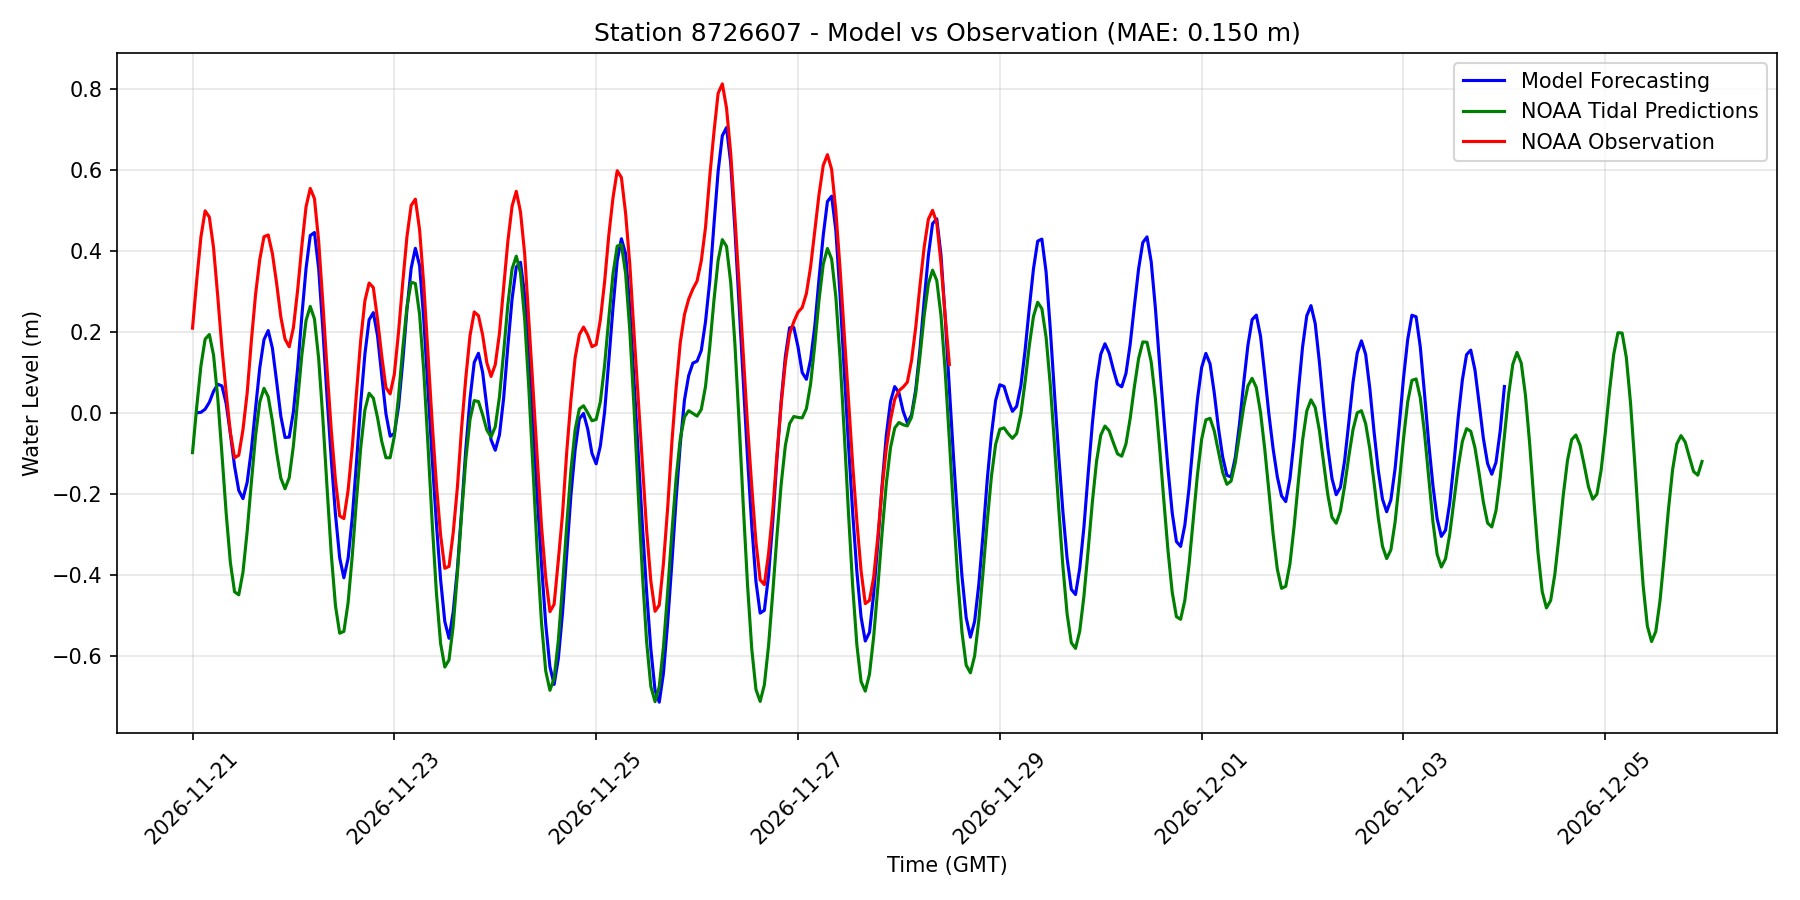 Station 8726607 - Model vs Observation (MAE: 0.150 m)
Model Forecasting
NOAA Tidal Predictions
NOAA Observation
Water Level (m)
0.8
0.6
0.4
0.2
0.0
−0.2
−0.4
−0.6
2026-11-21
2026-11-23
2026-11-25
2026-11-27
2026-11-29
2026-12-01
2026-12-03
2026-12-05
Time (GMT)